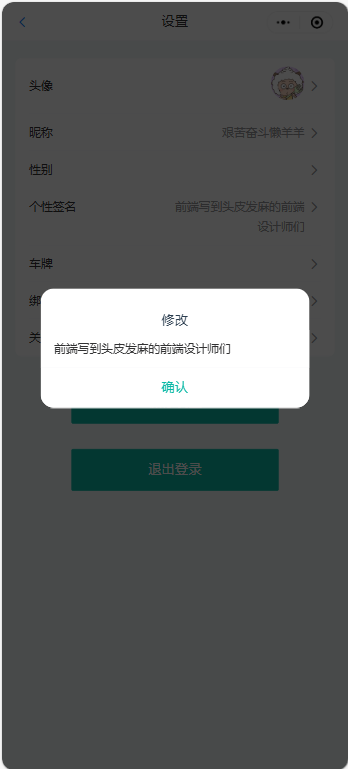 设置
头像
昵称 艰苦奋斗懒羊羊
性别
个性签名 前端写到头皮发麻的前端
设计师们
车牌
绑
关
修改
前端写到头皮发麻的前端设计师们
确认
退出登录